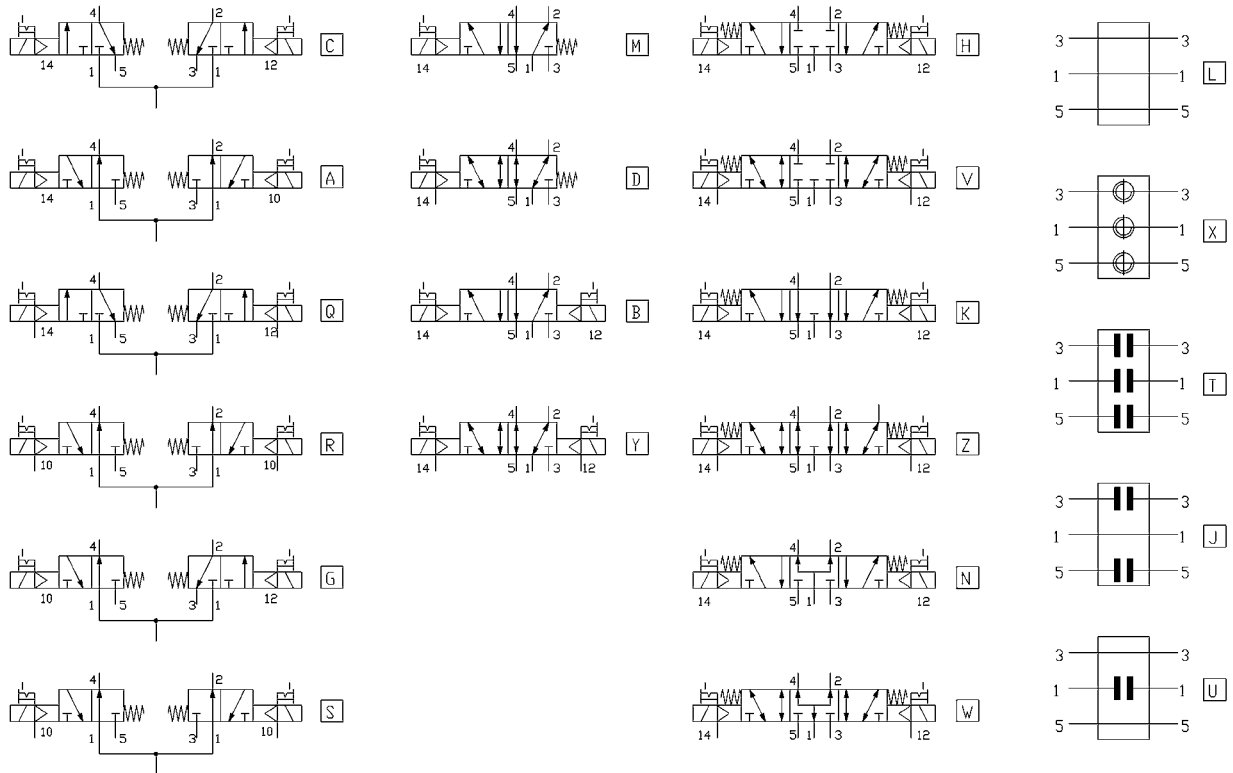 4 2 C
14 1 5 3 1 12
4 2 M
14 5 1 3
4 2 H
14 5 1 3 12
3 3
1 1 L
5 5
4 2 A
14 1 5 3 1 10
4 2 D
14 5 1 3
4 2 V
14 5 1 3 12
3 3
1 1 X
5 5
4 2 Q
14 1 5 3 1 12
4 2 B
14 5 1 3 12
4 2 K
14 5 1 3 12
3 3
1 1 T
5 5
4 2 R
10 1 5 3 1 10
4 2 Y
14 5 1 3 12
4 2 Z
14 5 1 3 12
3 3
1 1 J
5 5
4 2 G
10 1 5 3 1 12
4 2 N
14 5 1 3 12
3 3
1 1 U
5 5
4 2 S
10 1 5 3 1 10
4 2 W
14 5 1 3 12